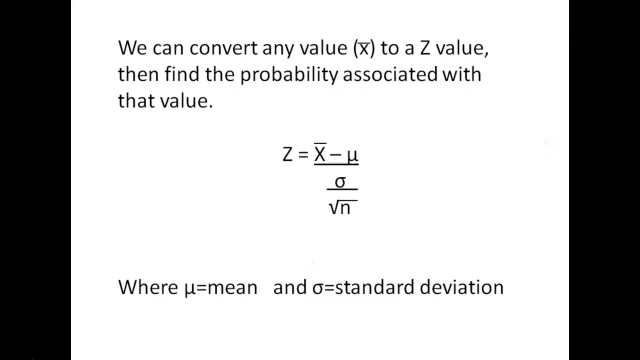 We can convert any value (x̅) to a Z value,
then find the probability associated with
that value.
Z = X̅ – µ
σ
√n
Where µ=mean and σ=standard deviation